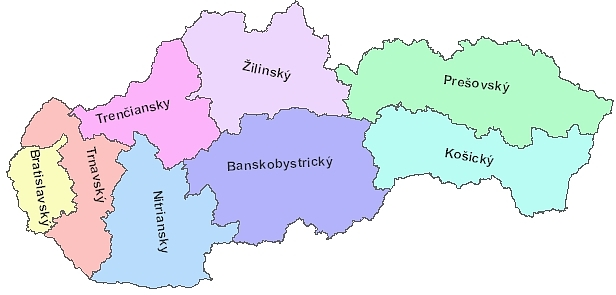 Žilinský
Prešovský
Trenčiansky
Košický
Banskobystrický
Bratislavský
Trnavský
Nitriansky